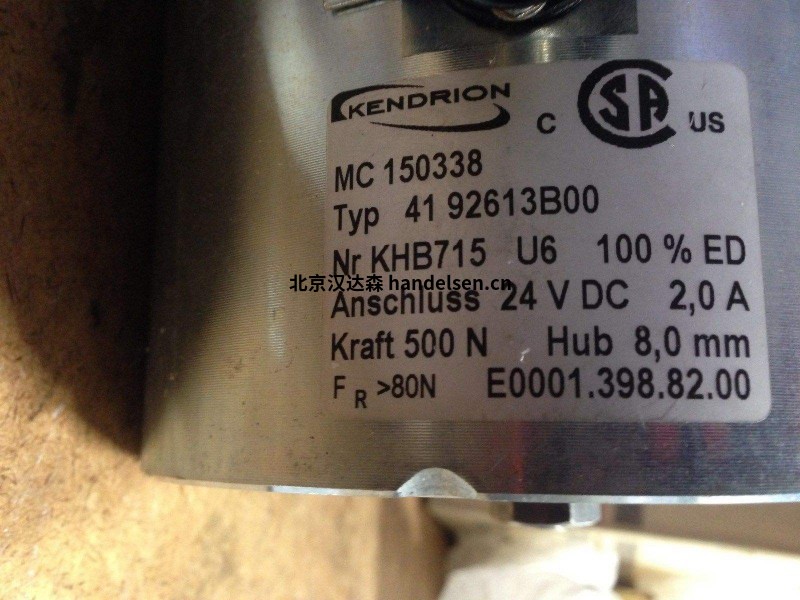 KENDRION
C SA US
MC 150338
Typ 41 92613B00
Nr KHB715 U6 100 % ED
北京汉达森 handelsen.cn
Anschluss 24 V DC 2,0 A
Kraft 500 N Hub 8,0 mm
F R >80N E0001.398.82.00